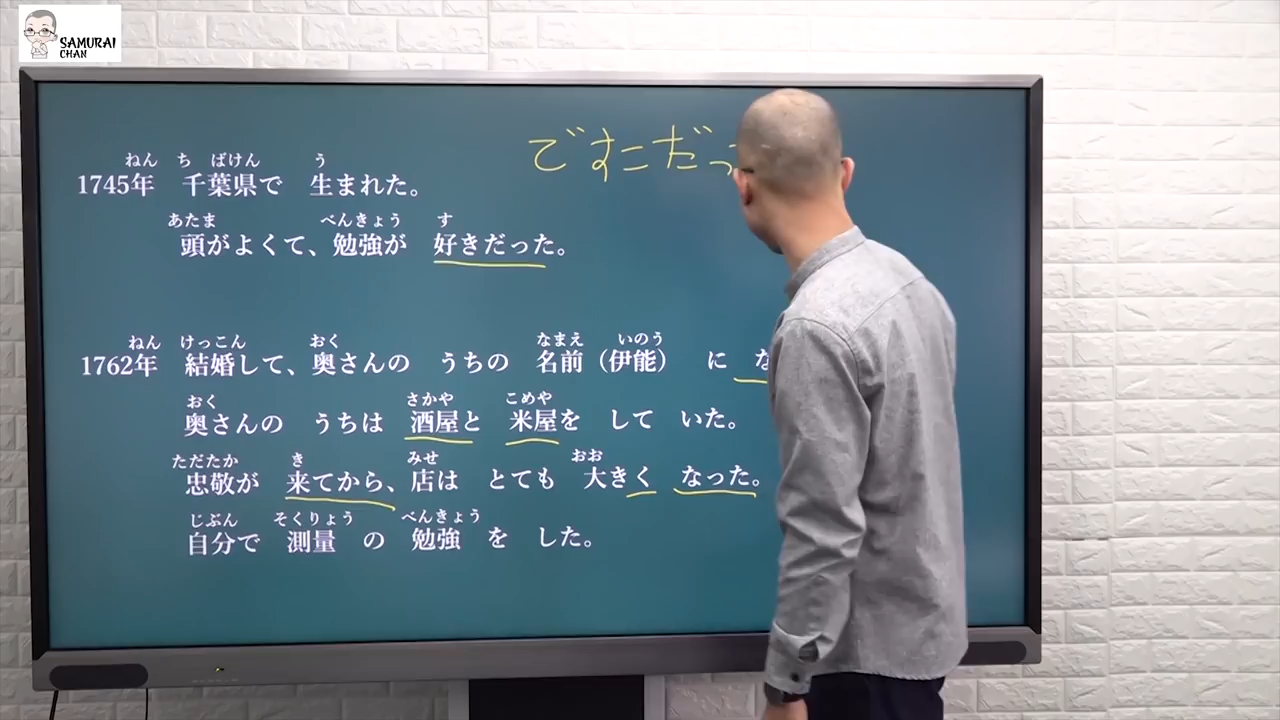 SAMURAI
CHAN
ですニだっ
ねん ち ばけん う
1745年 千葉県で 生まれた。
あたま べんきょう す
頭がよくて、勉強が 好きだった。
ねん けっこん おく なまえ いのう
1762年 結婚して、奥さんの うちの 名前（伊能） に な
おく さかや こめや
奥さんの うちは 酒屋と 米屋を して いた。
ただたか き みせ おお
忠敬が 来てから、店は とても 大きく なった。
じぶん そくりょう べんきょう
自分で 測量 の 勉強 を した。